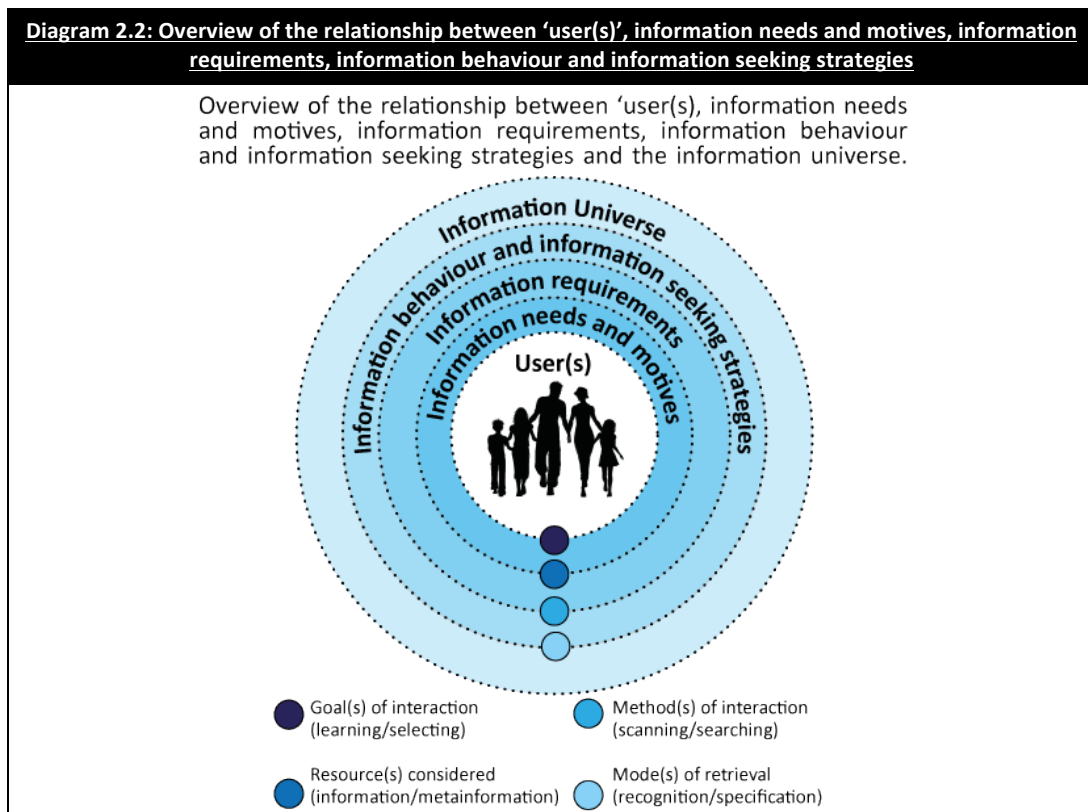 Diagram 2.2: Overview of the relationship between ‘user(s)’, information needs and motives, information
requirements, information behaviour and information seeking strategies
Overview of the relationship between ‘user(s), information needs
and motives, information requirements, information behaviour
and information seeking strategies and the information universe.
Information Universe
Information behaviour and information seeking strategies
Information requirements
Information needs and motives
User(s)
Goal(s) of interaction
(learning/selecting)
Method(s) of interaction
(scanning/searching)
Resource(s) considered
(information/metainformation)
Mode(s) of retrieval
(recognition/specification)